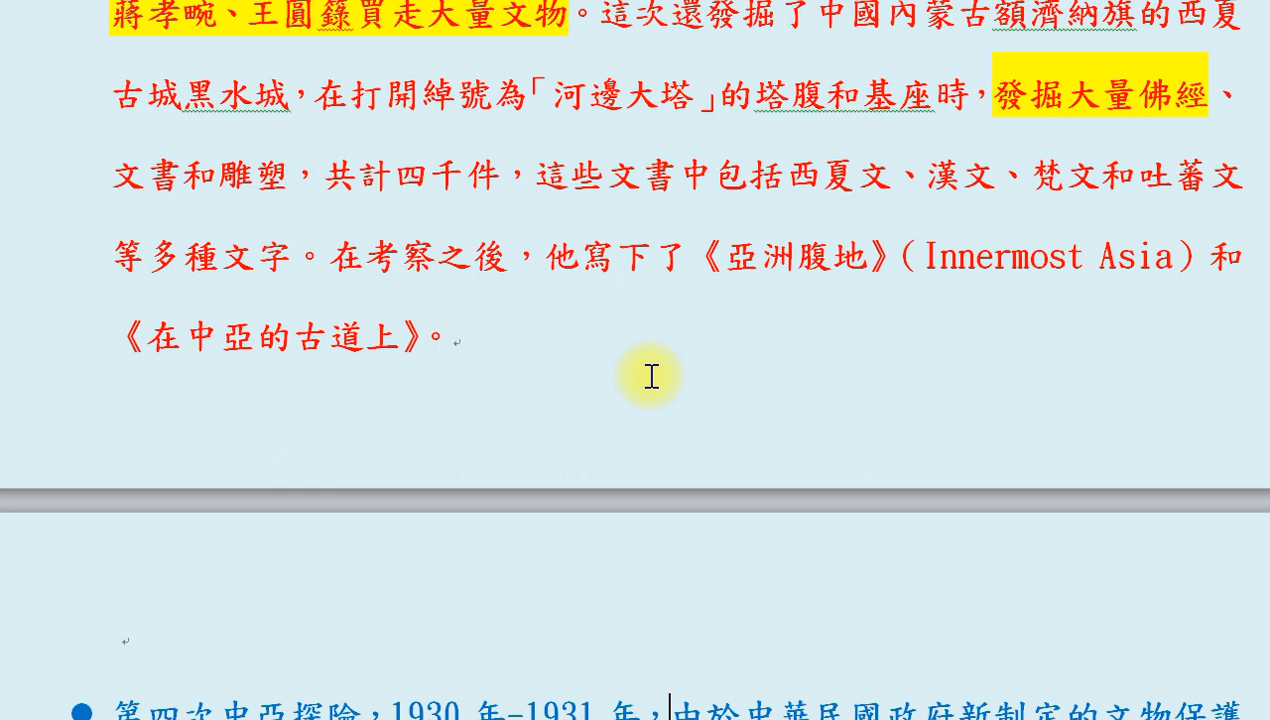 蔣孝畹、王圓籙買走大量文物。這次還發掘了中國內蒙古額濟納旗的西夏
古城黑水城，在打開綽號為「河邊大塔」的塔腹和基座時，發掘大量佛經、
文書和雕塑，共計四千件，這些文書中包括西夏文、漢文、梵文和吐蕃文
等多種文字。在考察之後，他寫下了《亞洲腹地》（Innermost Asia）和
《在中亞的古道上》。
第四次中亞探險，1930 年-1931 年，由於中華民國政府新制定的文物保護